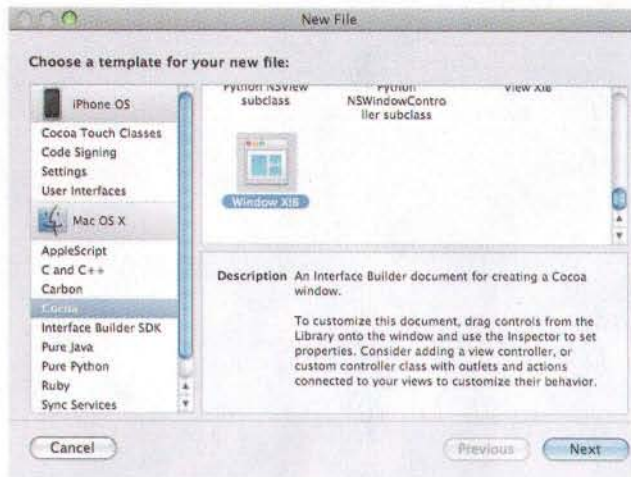 New File
Choose a template for your new file:
iPhone OS
Cocoa Touch Classes
Code Signing
Settings
User Interfaces
Mac OS X
AppleScript
C and C++
Carbon
Cocoa
Interface Builder SDK
Pure Java
Pure Python
Ruby
Sync Services
Python NSView
subclass
Python
NSWindowContro
ller subclass
View XIB
Window XIB
Description An Interface Builder document for creating a Cocoa
window.
To customize this document, drag controls from the
Library onto the window and use the Inspector to set
properties. Consider adding a view controller, or
custom controller class with outlets and actions
connected to your views to customize their behavior.
Cancel
Previous
Next